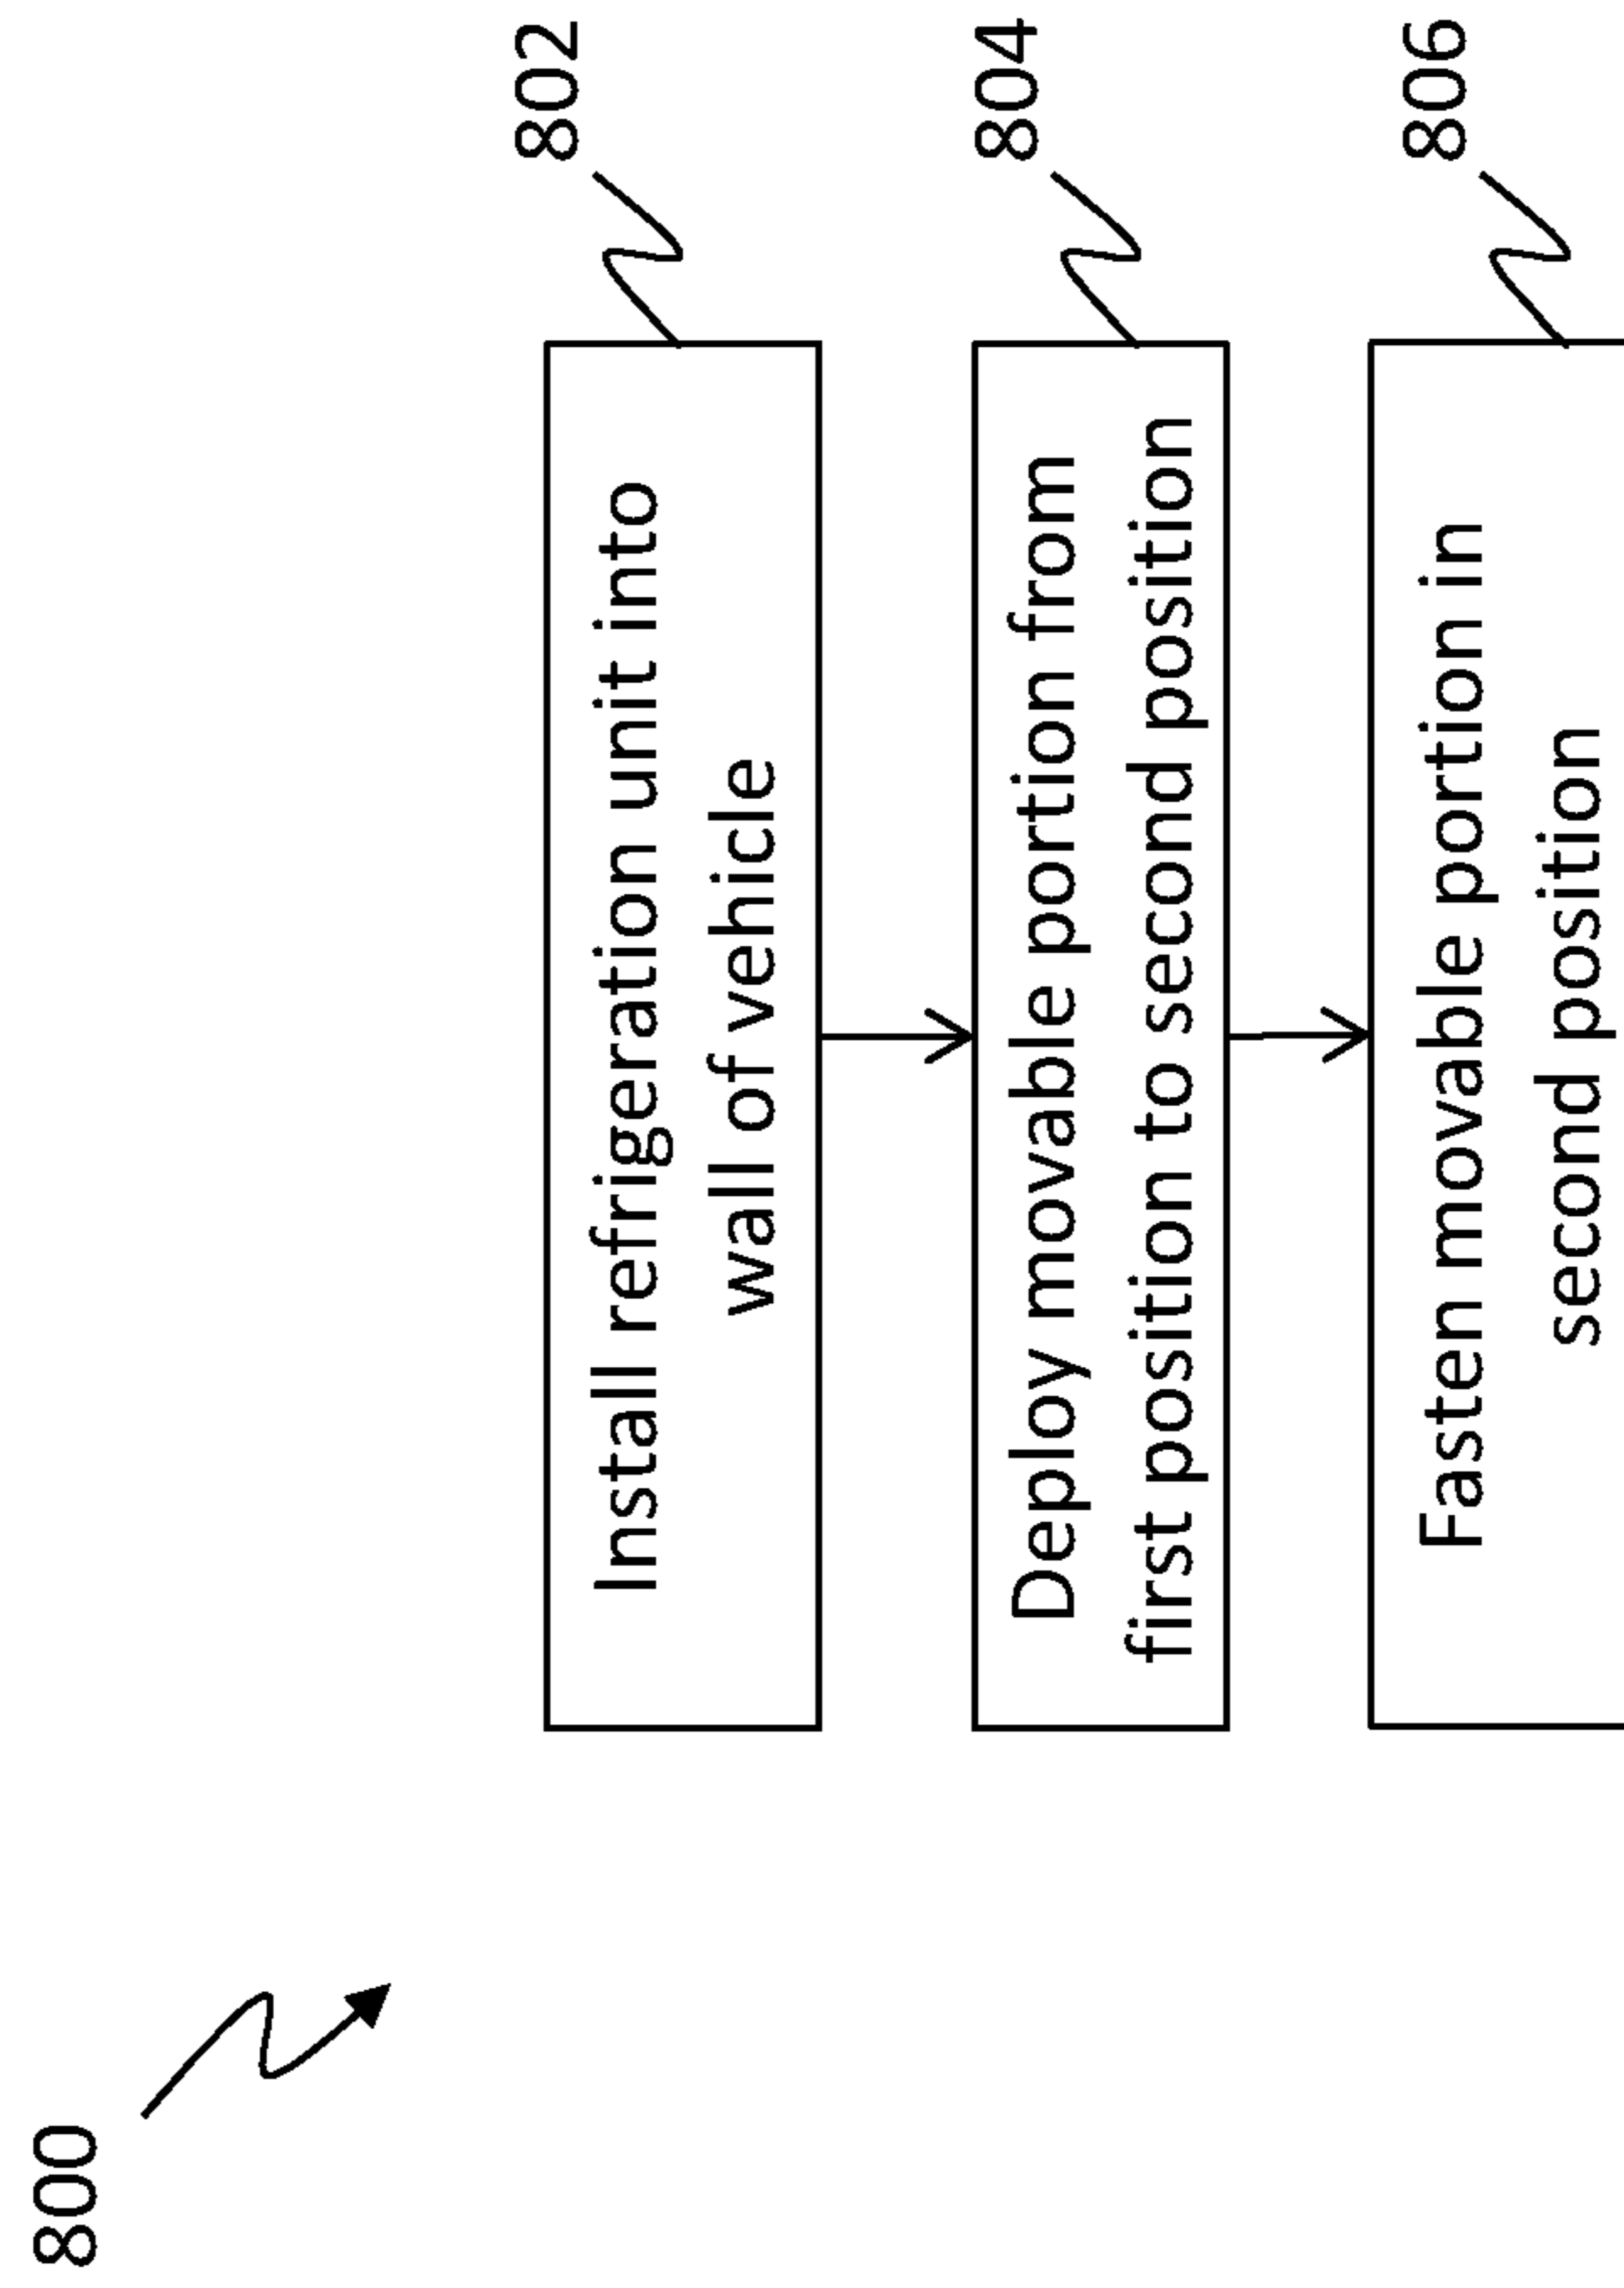 800
802
Install refrigeration unit into
wall of vehicle
804
Deploy movable portion from
first position to second position
806
Fasten movable portion in
second position